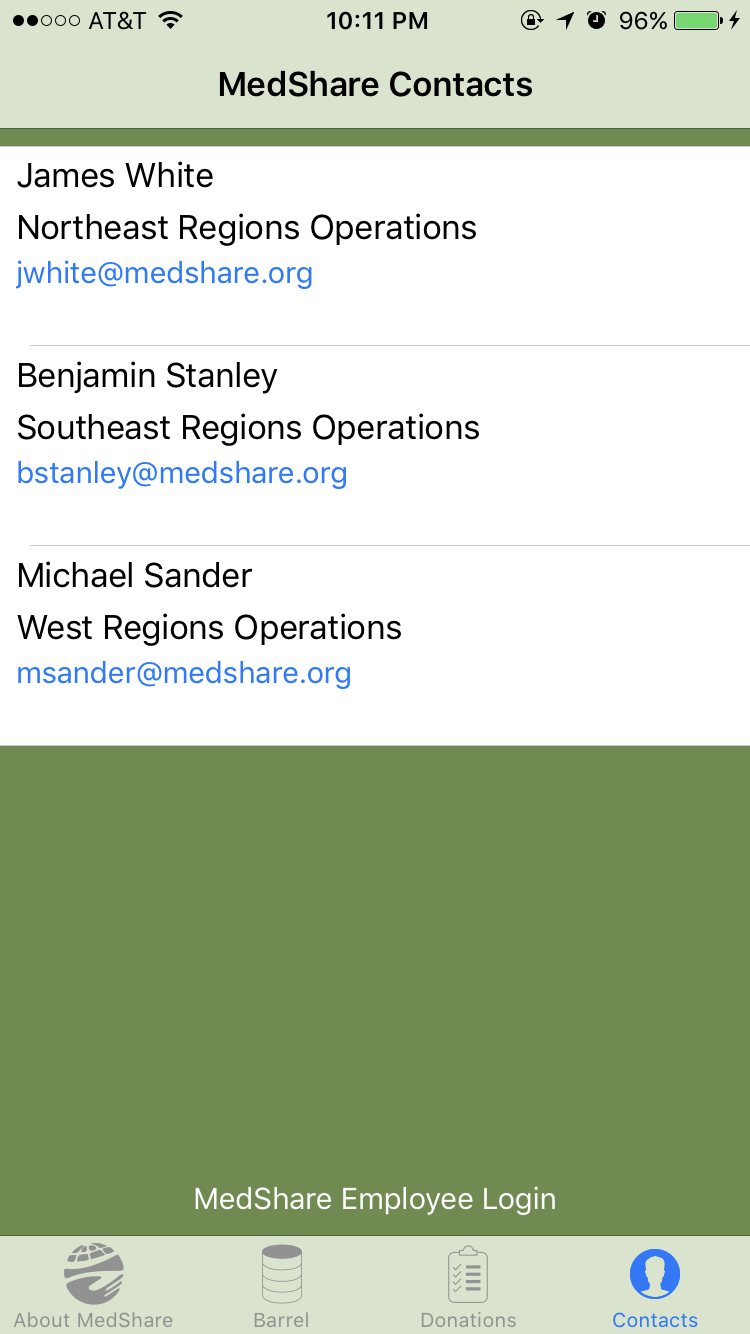 AT&T 10:11 PM 96%
MedShare Contacts
James White
Northeast Regions Operations
jwhite@medshare.org
Benjamin Stanley
Southeast Regions Operations
bstanley@medshare.org
Michael Sander
West Regions Operations
msander@medshare.org
MedShare Employee Login
About MedShare Barrel Donations Contacts